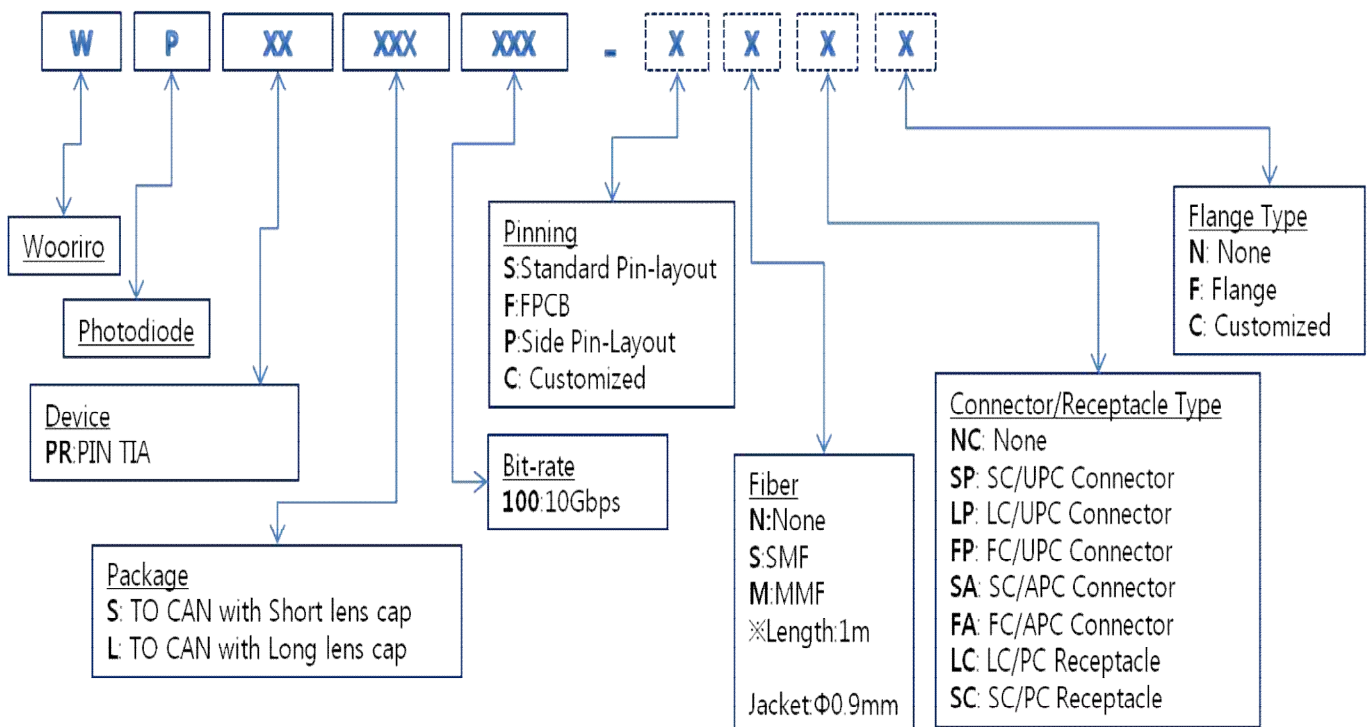 W P XX XXX XXX - X X X X
Wooriro
Photodiode
Device
PR:PIN TIA
Package
S: TO CAN with Short lens cap
L: TO CAN with Long lens cap
Bit-rate
100:10Gbps
Pinning
S:Standard Pin-layout
F:FPCB
P:Side Pin-Layout
C: Customized
Fiber
N:None
S:SMF
M:MMF
※Length:1m
Jacket:Φ0.9mm
Connector/Receptacle Type
NC: None
SP: SC/UPC Connector
LP: LC/UPC Connector
FP: FC/UPC Connector
SA: SC/APC Connector
FA: FC/APC Connector
LC: LC/PC Receptacle
SC: SC/PC Receptacle
Flange Type
N: None
F: Flange
C: Customized